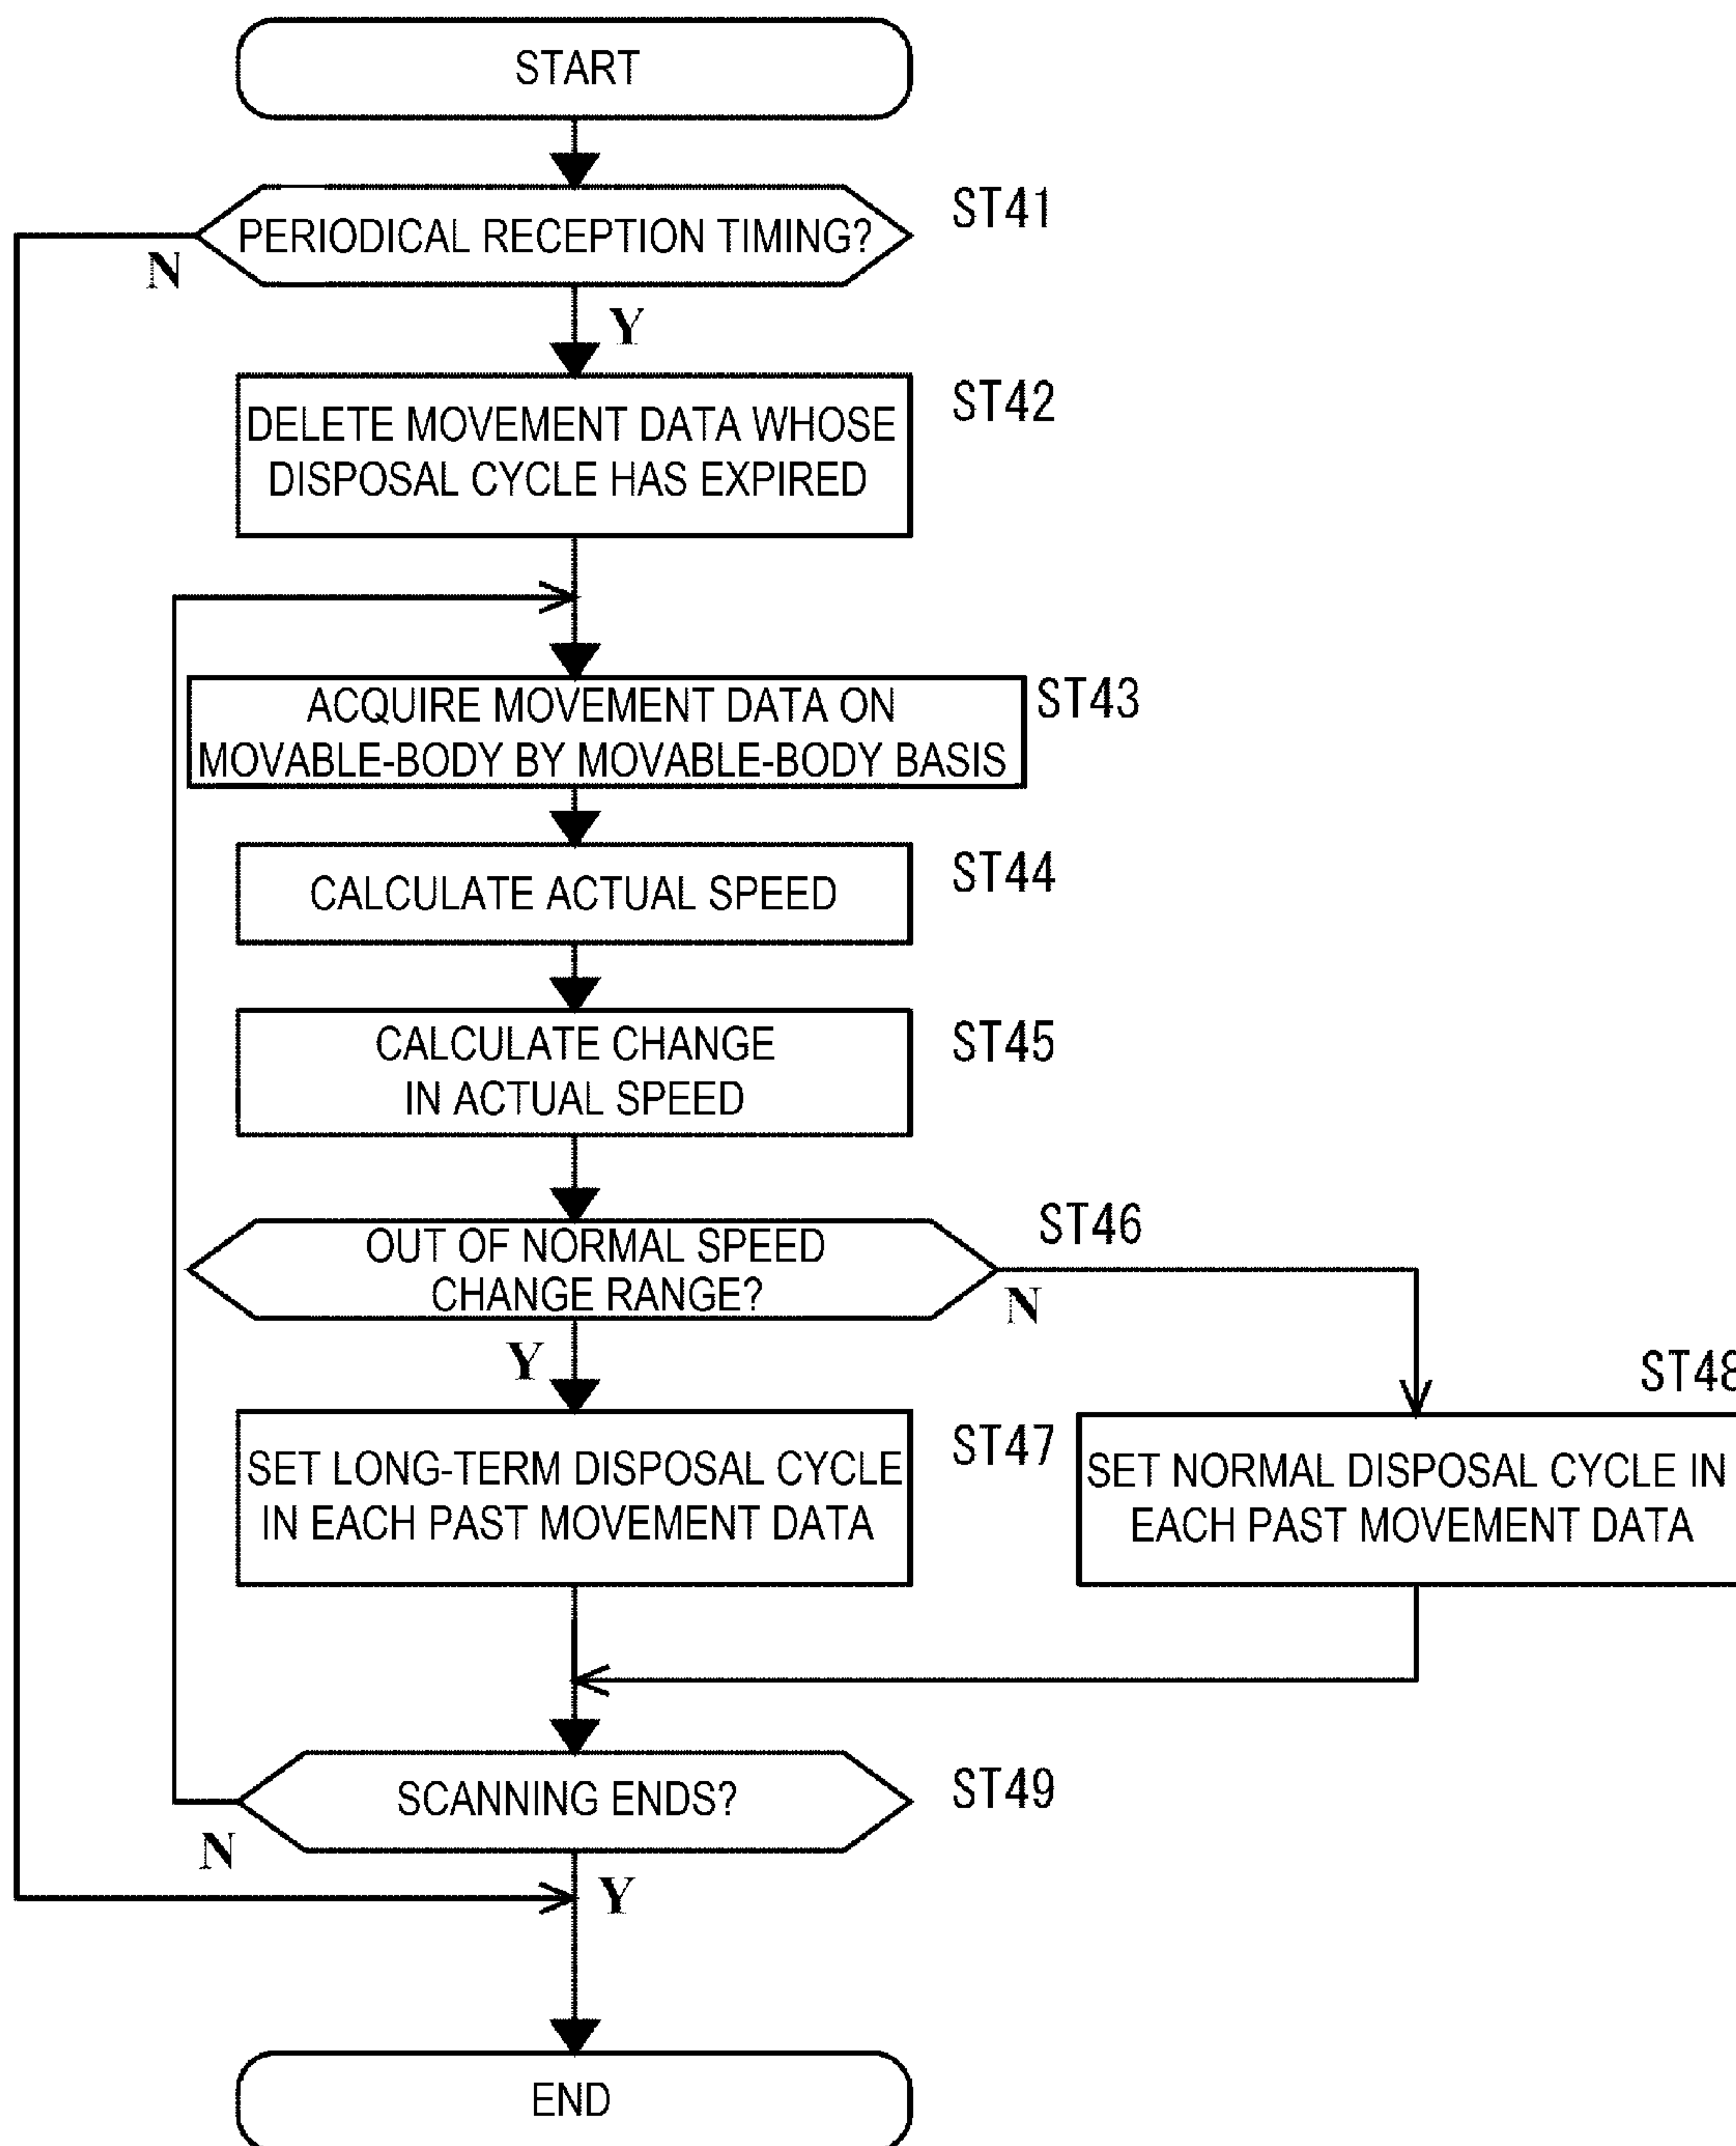 START
PERIODICAL RECEPTION TIMING?
ST41
N
Y
DELETE MOVEMENT DATA WHOSE
DISPOSAL CYCLE HAS EXPIRED
ST42
ACQUIRE MOVEMENT DATA ON
MOVABLE-BODY BY MOVABLE-BODY BASIS
ST43
CALCULATE ACTUAL SPEED
ST44
CALCULATE CHANGE
IN ACTUAL SPEED
ST45
OUT OF NORMAL SPEED
CHANGE RANGE?
ST46
N
Y
SET LONG-TERM DISPOSAL CYCLE
IN EACH PAST MOVEMENT DATA
ST47
ST48
SET NORMAL DISPOSAL CYCLE IN
EACH PAST MOVEMENT DATA
SCANNING ENDS?
ST49
N
Y
END